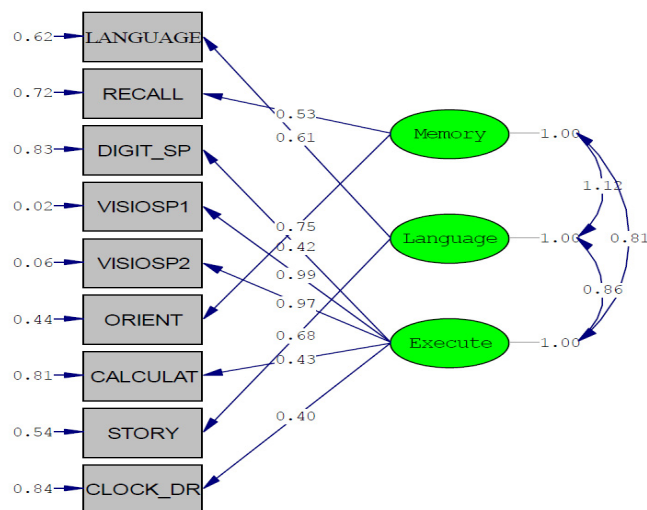 0.62 LANGUAGE
0.72 RECALL
0.53 Memory 1.00
0.61
0.83 DIGIT_SP
1.12
0.02 VISIOSP1
0.75
0.42 Language 1.00 0.81
0.06 VISIOSP2
0.99
0.97
0.86
0.44 ORIENT
0.68 Execute 1.00
0.43
0.81 CALCULAT
0.40
0.54 STORY
0.84 CLOCK_DR